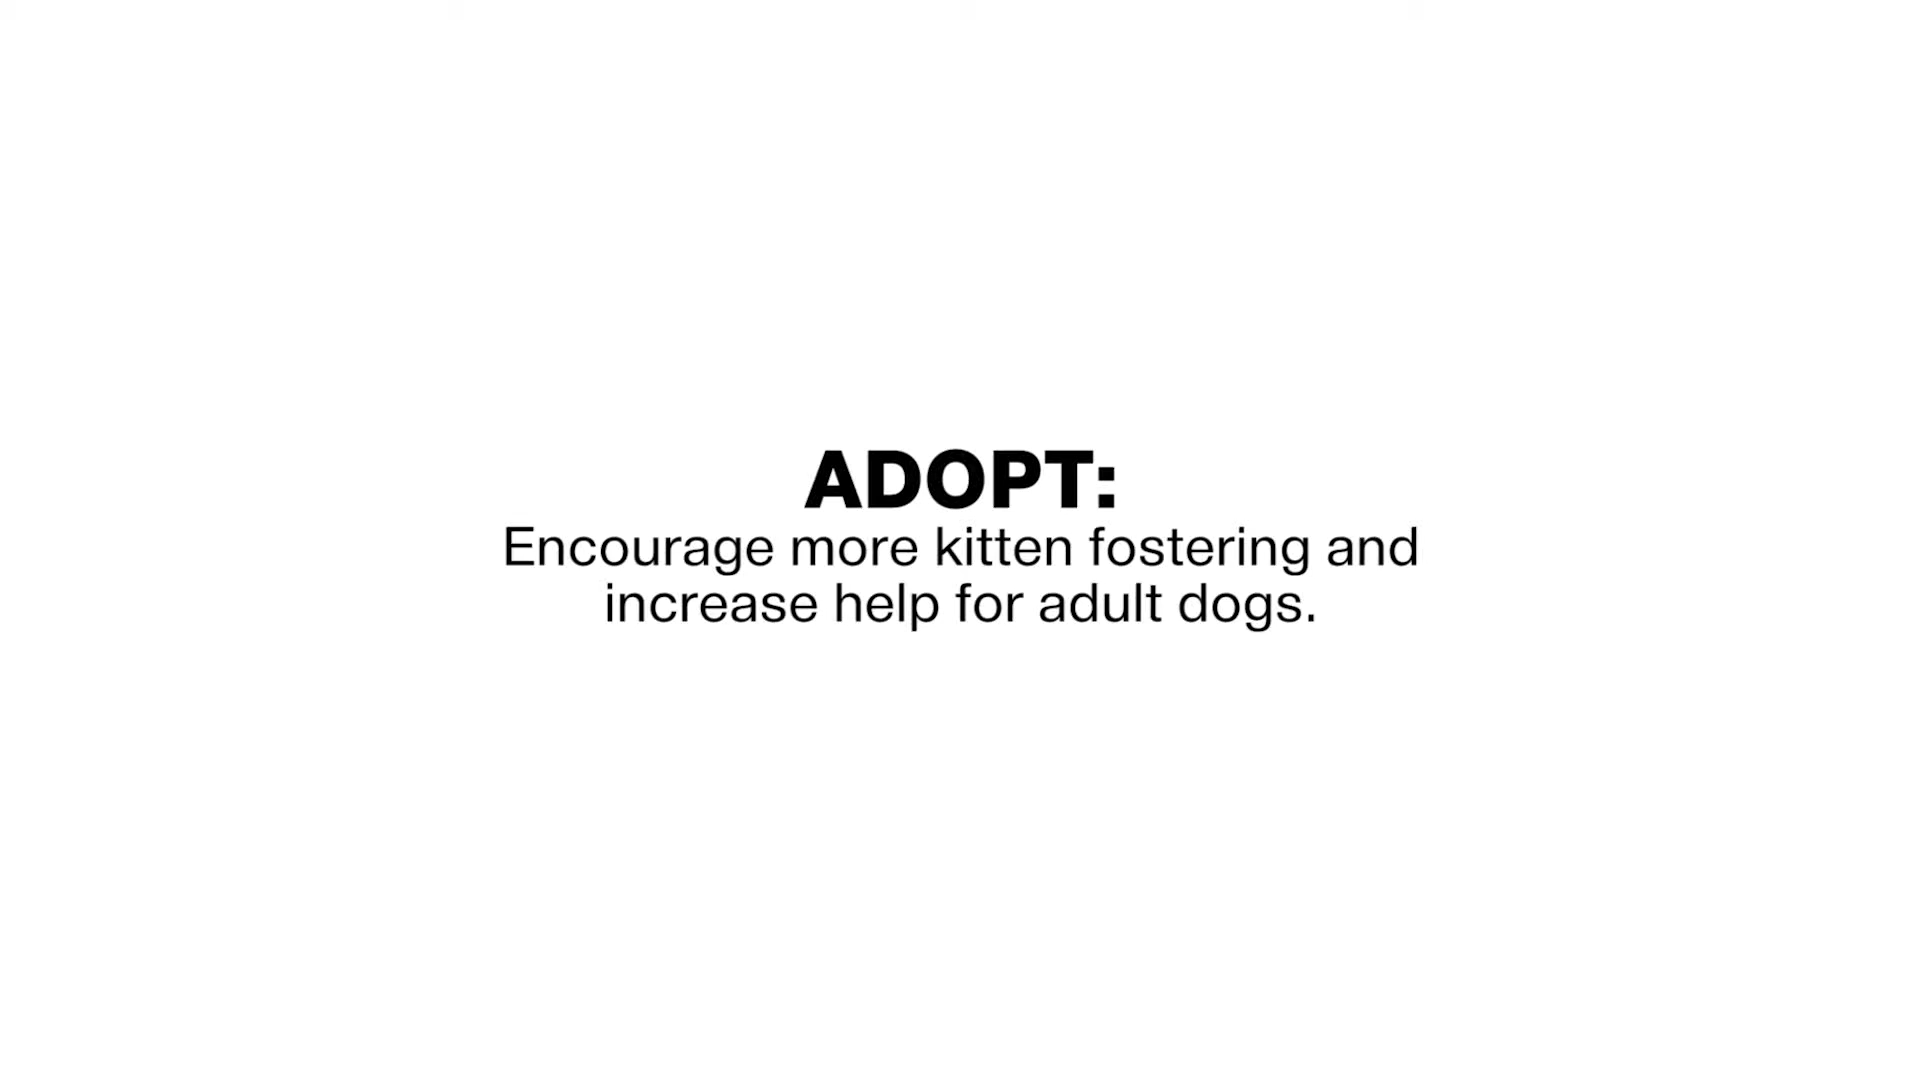 ADOPT:
Encourage more kitten fostering and
increase help for adult dogs.